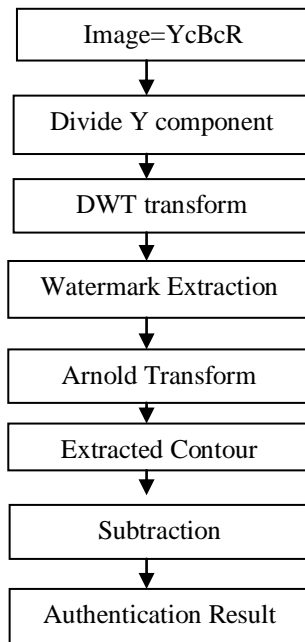 Image=YcBcR
Divide Y component
DWT transform
Watermark Extraction
Arnold Transform
Extracted Contour
Subtraction
Authentication Result